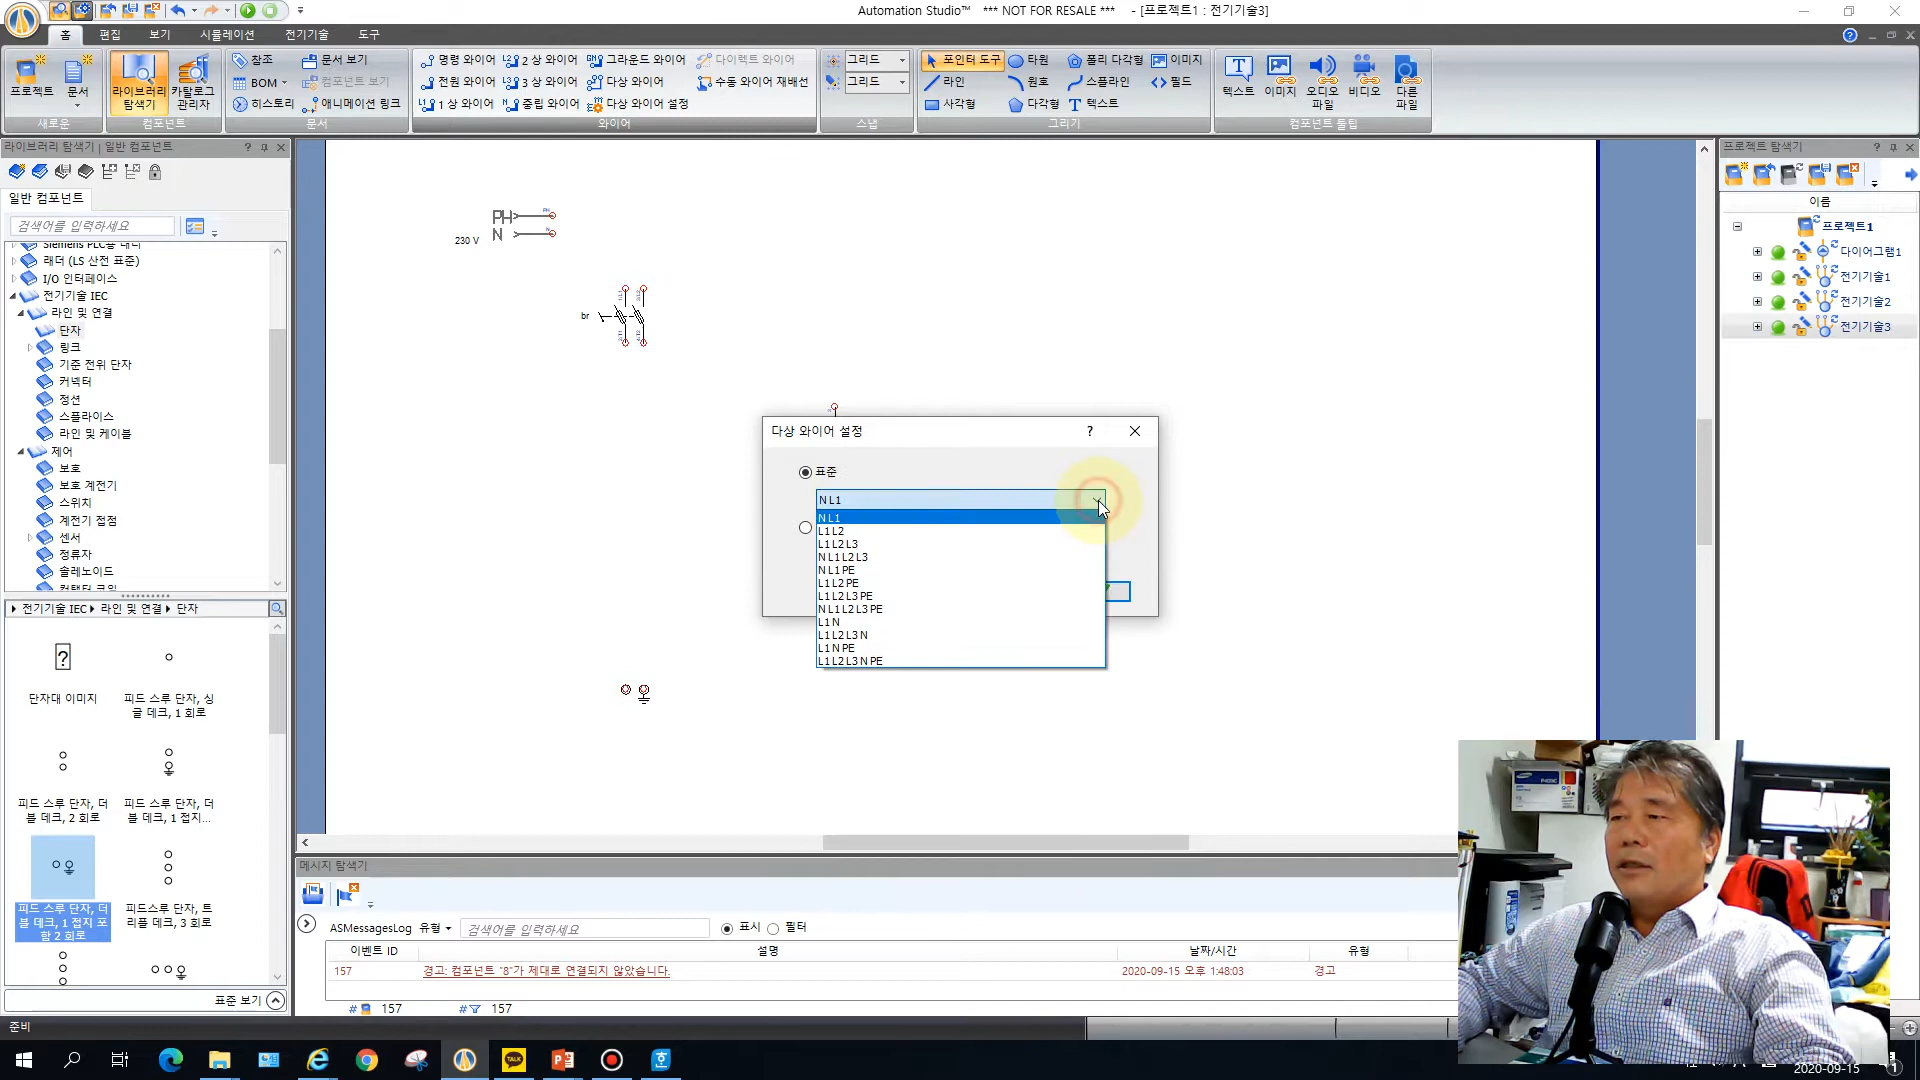 Automation Studio™ *** NOT FOR RESALE *** - [프로젝트1 : 전기기술3]
홈 편집 보기 시뮬레이션 전기기술 도구
프로젝트 문서
새로운
라이브러리 탐색기
카탈로그 관리자
컴포넌트
참조 문서 보기
BOM 컴포넌트 보기
히스토리 애니메이션 링크
문서
명령 와이어 2 상 와이어 그라운드 와이어 다이렉트 와이어
전원 와이어 3 상 와이어 다상 와이어 수동 와이어 재배선
1 상 와이어 중립 와이어 다상 와이어 설정
와이어
그리드
그리드
스냅
포인터 도구 타원 폴리 다각형 이미지
라인 원호 스플라인 필드
사각형 다각형 텍스트
그리기
텍스트 이미지 오디오 파일 비디오 다른 파일
컴포넌트 툴팁
라이브러리 탐색기 | 일반 컴포넌트
일반 컴포넌트
검색어를 입력하세요
Siemens PLC용 래더
래더 (LS 산전 표준)
I/O 인터페이스
전기기술 IEC
라인 및 연결
단자
링크
기준 전위 단자
커넥터
정션
스플라이스
라인 및 케이블
제어
보호
보호 계전기
스위치
계전기 접점
센서
정류자
솔레노이드
전기기술 IEC 라인 및 연결 단자
단자대 이미지
피드 스루 단자, 싱글 데크, 1 회로
피드 스루 단자, 더블 데크, 2 회로
피드 스루 단자, 더블 데크, 1 접지...
피드 스루 단자, 더블 데크, 1 접지 포함 2 회로
피드스루 단자, 트리플 데크, 3 회로
표준 보기
준비
PH
N
230 V
br
다상 와이어 설정
표준
N L1
N L1
L1 L2
L1 L2 L3
N L1 L2 L3
N L1 PE
L1 L2 PE
L1 L2 L3 PE
N L1 L2 L3 PE
L1 N
L1 L2 L3 N
L1 N PE
L1 L2 L3 N PE
프로젝트 탐색기
이름
프로젝트1
다이어그램1
전기기술1
전기기술2
전기기술3
메시지 탐색기
ASMessagesLog 유형 검색어를 입력하세요 표시 필터
이벤트 ID 설명 날짜/시간 유형
157 경고: 컴포넌트 "8"가 제대로 연결되지 않았습니다. 2020-09-15 오후 1:48:03 경고
# 157 # 157
TALK
2020-09-15